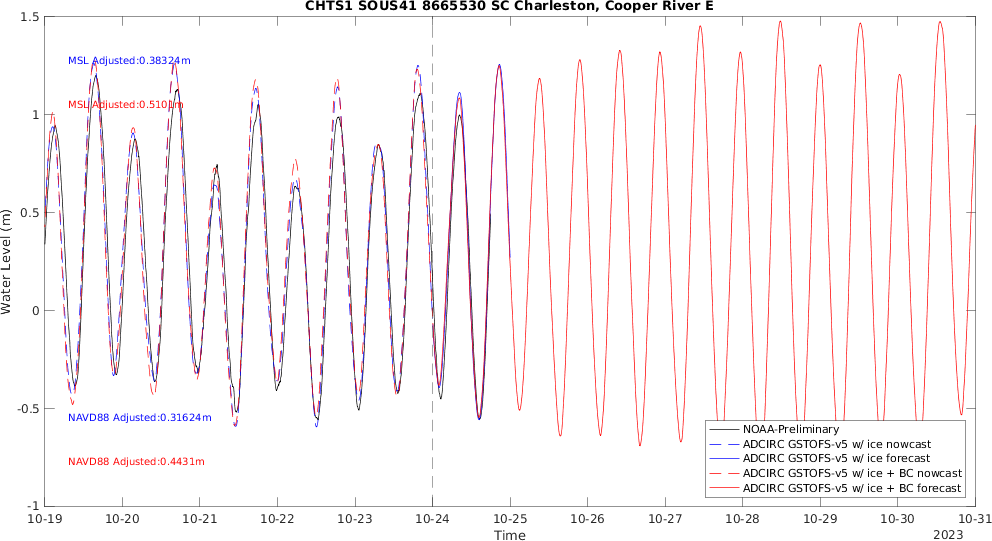 CHTS1 SOUS41 8665530 SC Charleston, Cooper River E
1.5
1
0.5
0
-0.5
-1
Water Level (m)
MSL Adjusted:0.38324m
MSL Adjusted:0.5101m
NAVD88 Adjusted:0.31624m
NAVD88 Adjusted:0.4431m
NOAA-Preliminary
ADCIRC GSTOFS-v5 w/ ice nowcast
ADCIRC GSTOFS-v5 w/ ice forecast
ADCIRC GSTOFS-v5 w/ ice + BC nowcast
ADCIRC GSTOFS-v5 w/ ice + BC forecast
10-19 10-20 10-21 10-22 10-23 10-24 10-25 10-26 10-27 10-28 10-29 10-30 10-31
Time
2023